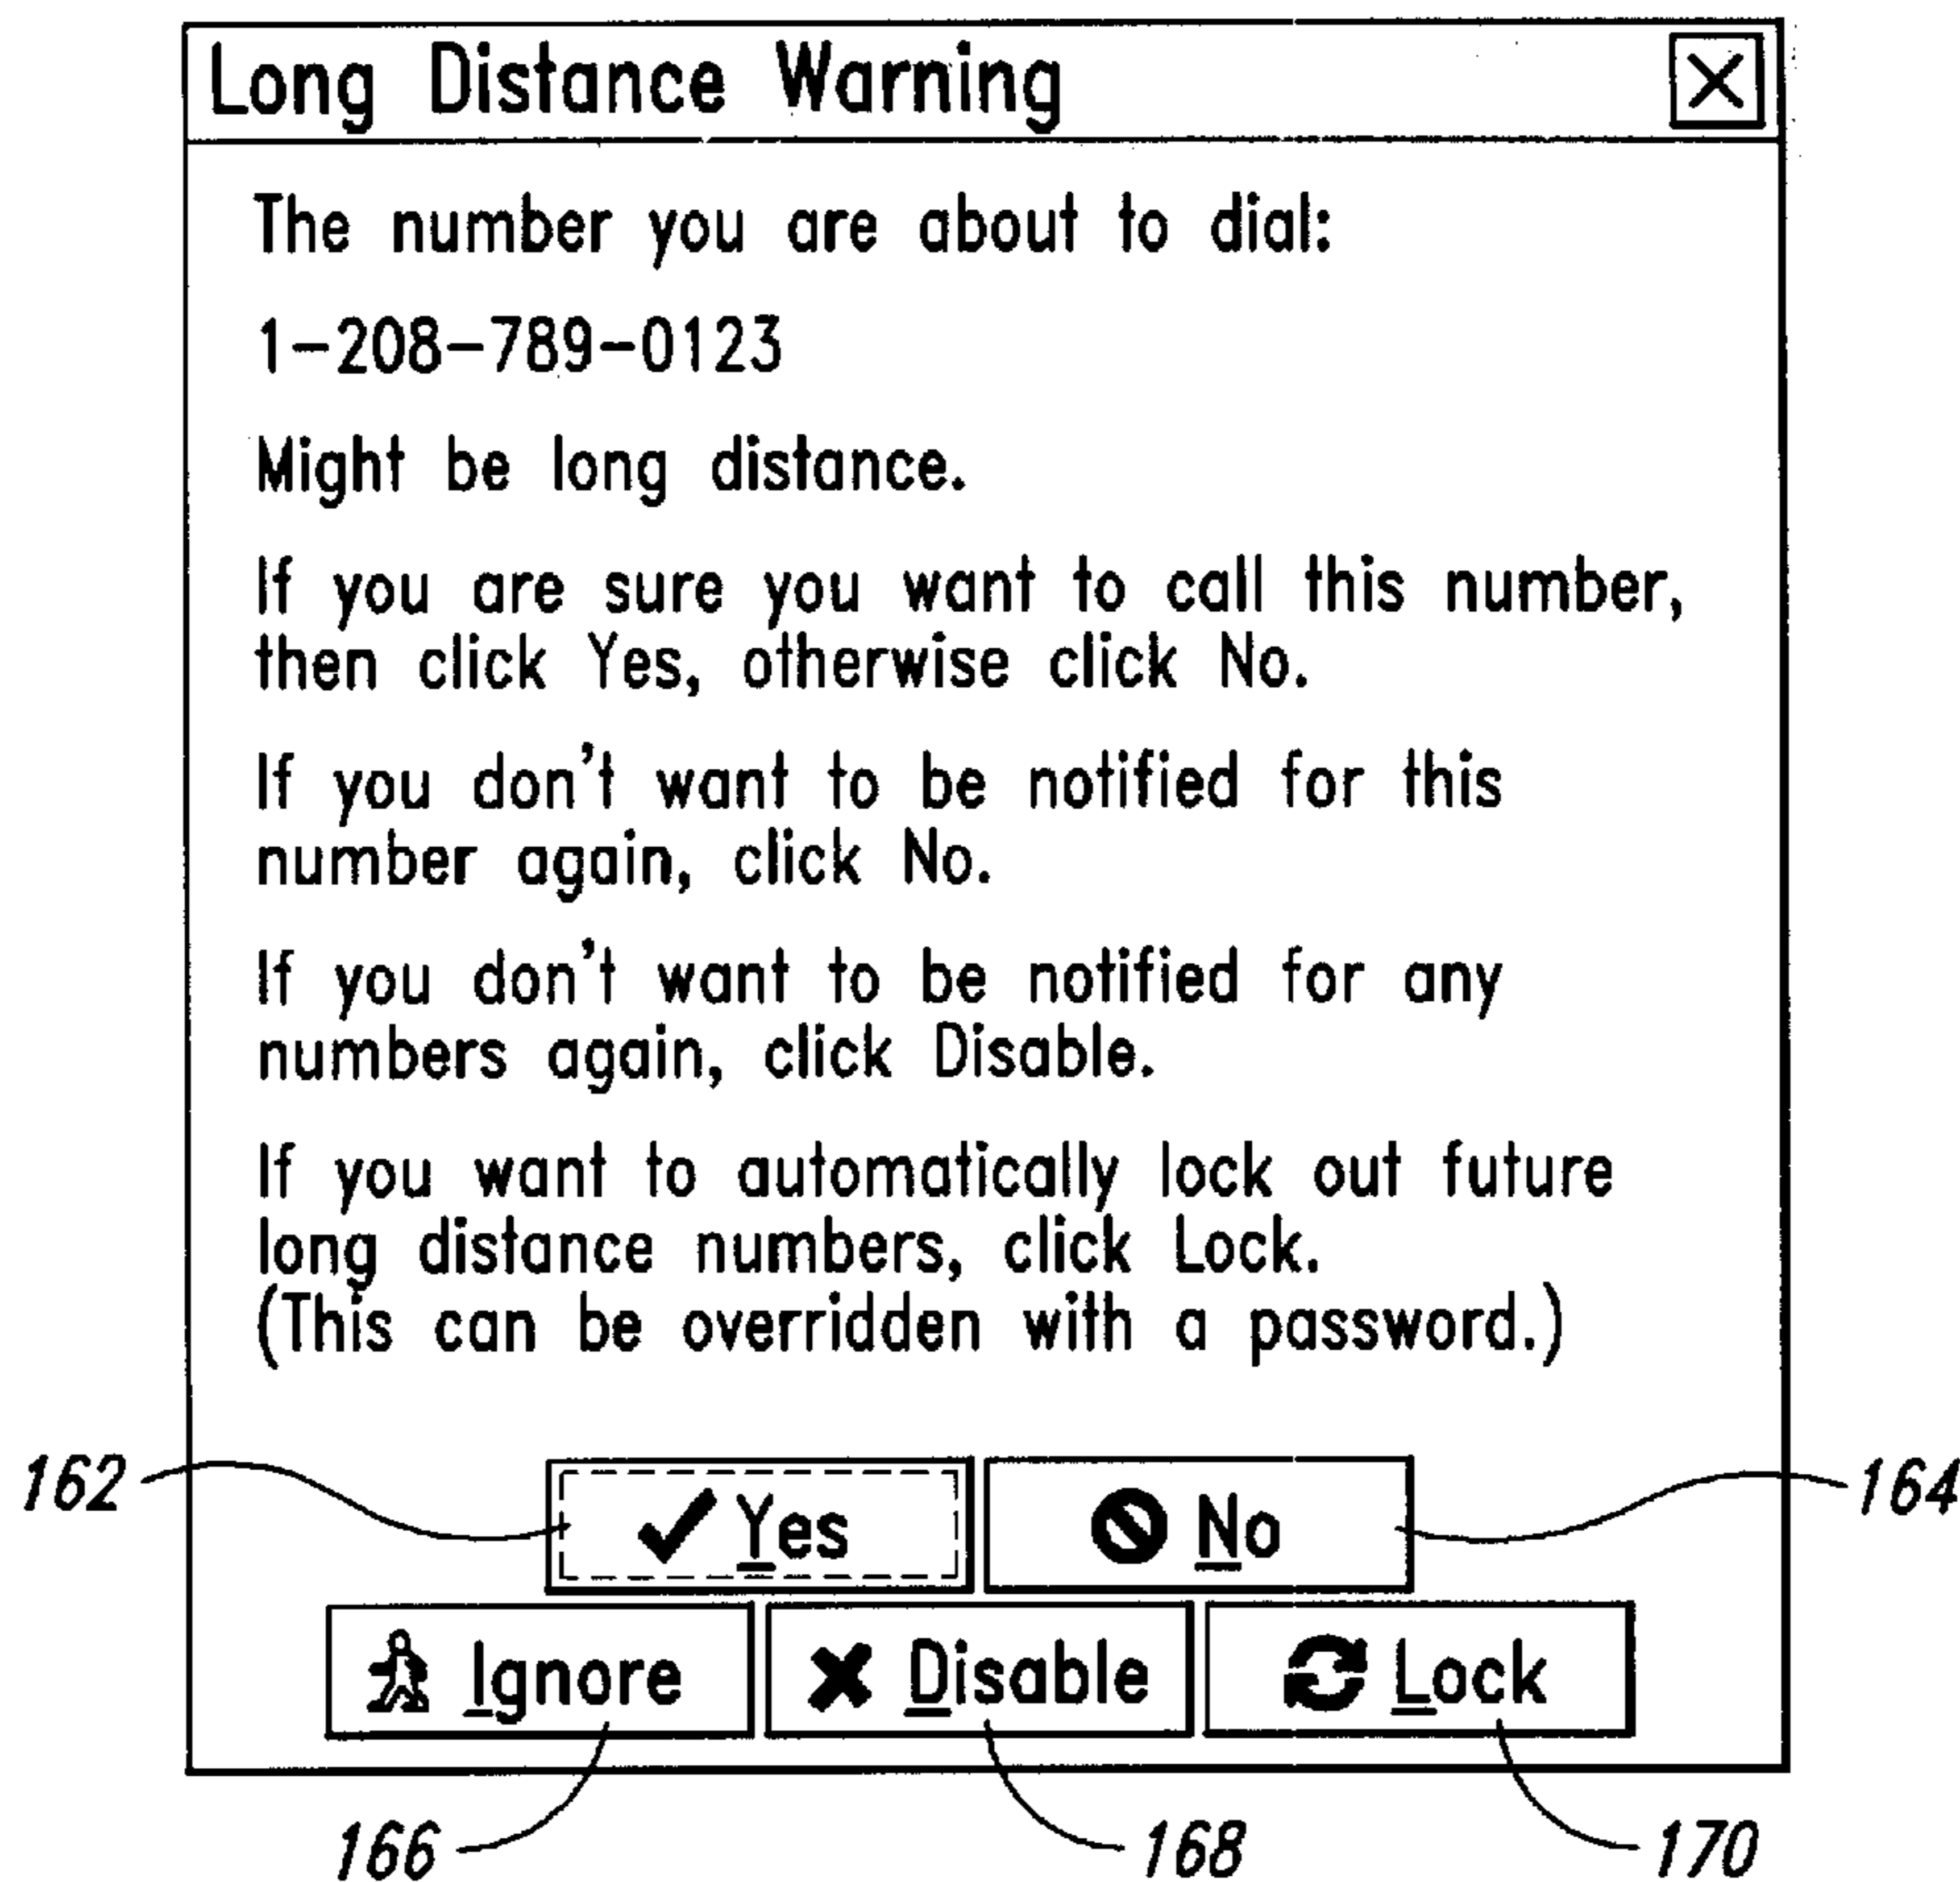 Long Distance Warning
The number you are about to dial:
1-208-789-0123
Might be long distance.
If you are sure you want to call this number,
then click Yes, otherwise click No.
If you don't want to be notified for this
number again, click No.
If you don't want to be notified for any
numbers again, click Disable.
If you want to automatically lock out future
long distance numbers, click Lock.
(This can be overridden with a password.)
162 Yes No 164
Ignore Disable Lock
166 168 170